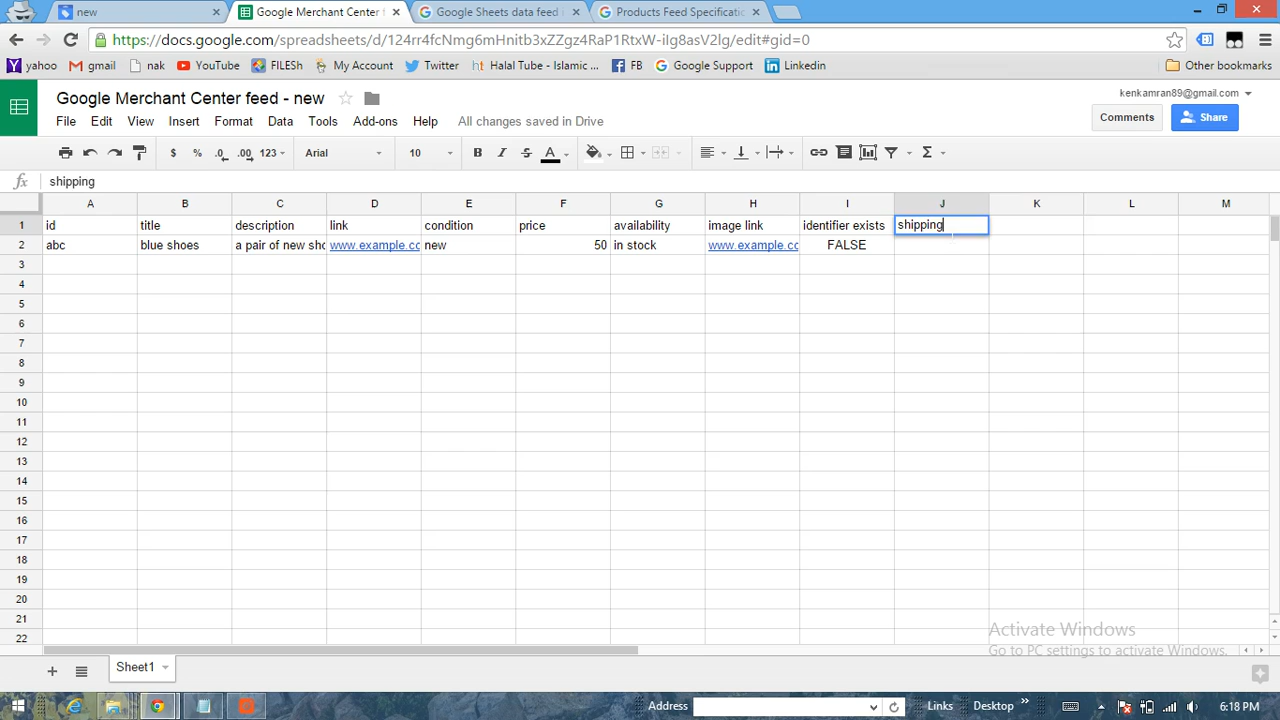 new
Google Merchant Center f
Google Sheets data feed
Products Feed Specificatio
https://docs.google.com/spreadsheets/d/124rr4fcNmg6mHnitb3xZZgz4RaP1RtxW-iIg8asV2Ig/edit#gid=0
yahoo
gmail
nak
YouTube
FILESh
My Account
Twitter
Halal Tube - Islamic ...
FB
Google Support
Linkedin
Other bookmarks
Google Merchant Center feed - new
kenkamran89@gmail.com
File Edit View Insert Format Data Tools Add-ons Help All changes saved in Drive
Comments
Share
$ % .0 .00 123 Arial 10 B I S A Σ
fx shipping
A B C D E F G H I J K L M
1 id title description link condition price availability image link identifier exists shipping
2 abc blue shoes a pair of new sho www.example.co new 50 in stock www.example.co FALSE
3
4
5
6
7
8
9
10
11
12
13
14
15
16
17
18
19
20
21
22
Activate Windows
Go to PC settings to activate Windows.
Sheet1
Address
Links
Desktop
6:18 PM